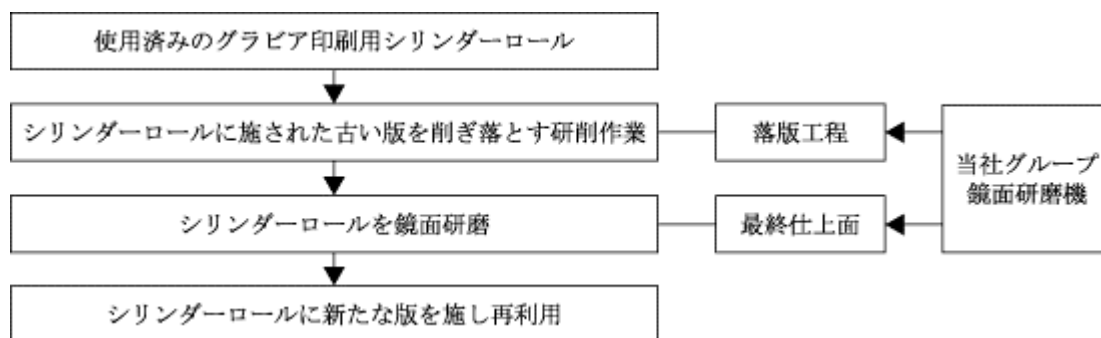 使用済みのグラビア印刷用シリンダーロール
シリンダーロールに施された古い版を削ぎ落とす研削作業
落版工程
当社グループ
鏡面研磨機
シリンダーロールを鏡面研磨
最終仕上面
シリンダーロールに新たな版を施し再利用